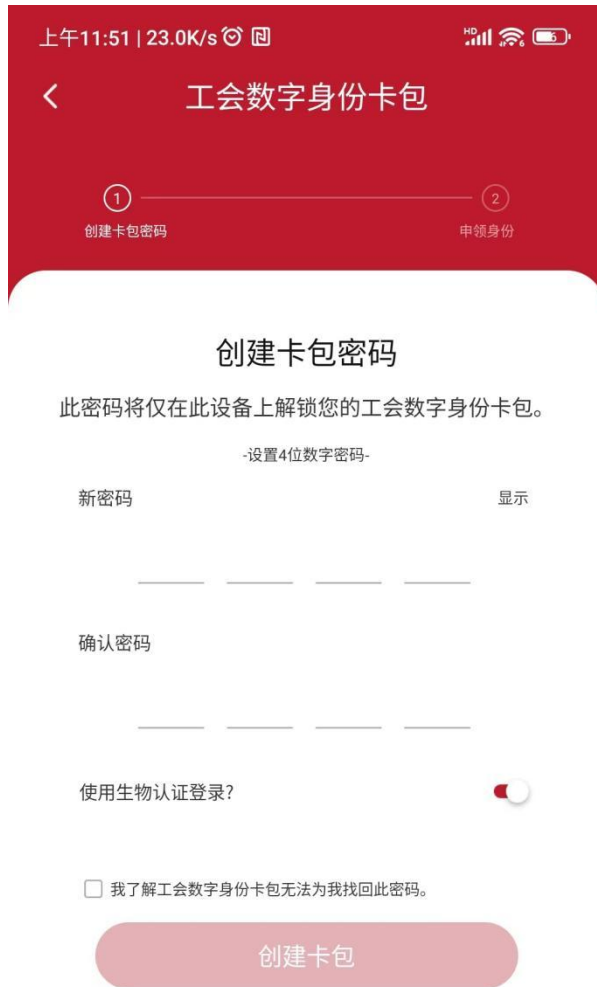 上午11:51 | 23.0K/s
HD
6
5
工会数字身份卡包
1
2
创建卡包密码
申领身份
创建卡包密码
此密码将仅在此设备上解锁您的工会数字身份卡包。
-设置4位数字密码-
新密码
显示
确认密码
使用生物认证登录?
我了解工会数字身份卡包无法为我找回此密码。
创建卡包